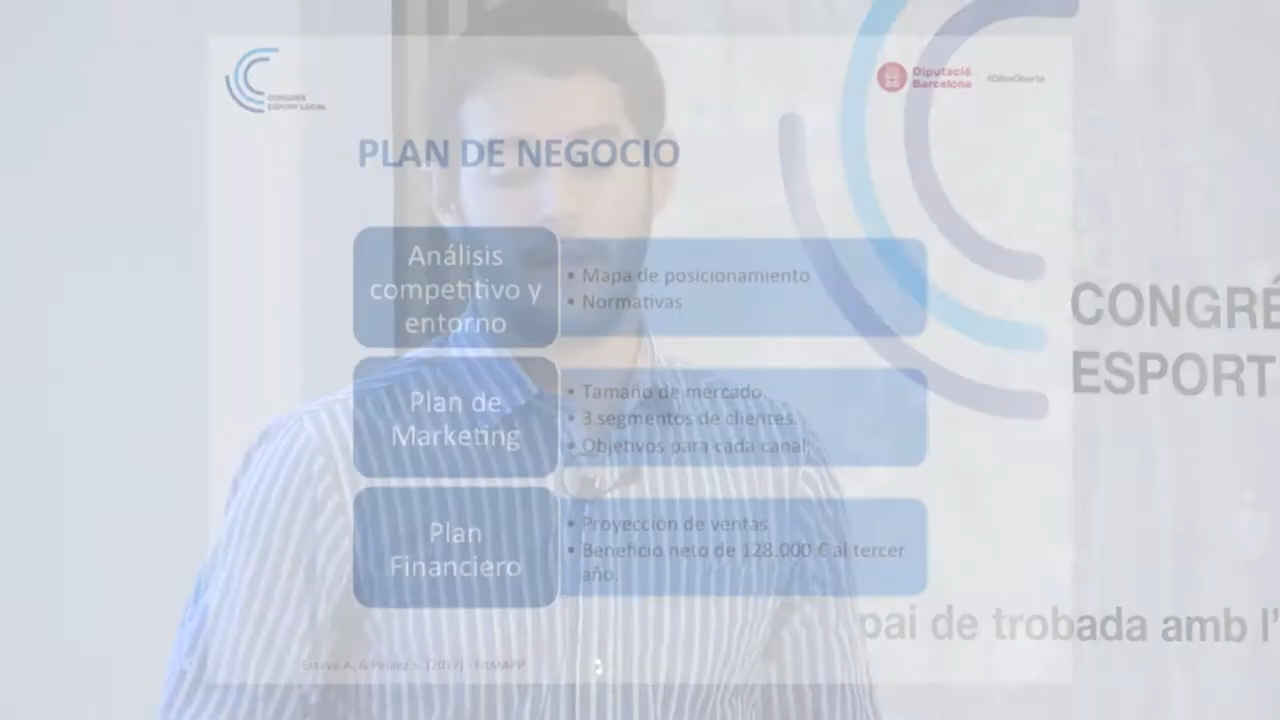 CONGRÉS
ESPORT LOCAL
Diputació
Barcelona
#DibaOberta
PLAN DE NEGOCIO
Análisis
competitivo y
entorno
• Mapa de posicionamiento
• Normativas
Plan de
Marketing
• Tamaño de mercado.
• 3 segmentos de clientes.
• Objetivos para cada canal.
Plan
Financiero
• Proyección de ventas
• Beneficio neto de 128.000 € al tercer
año.
CONGRÉ
ESPORT
pai de trobada amb l'